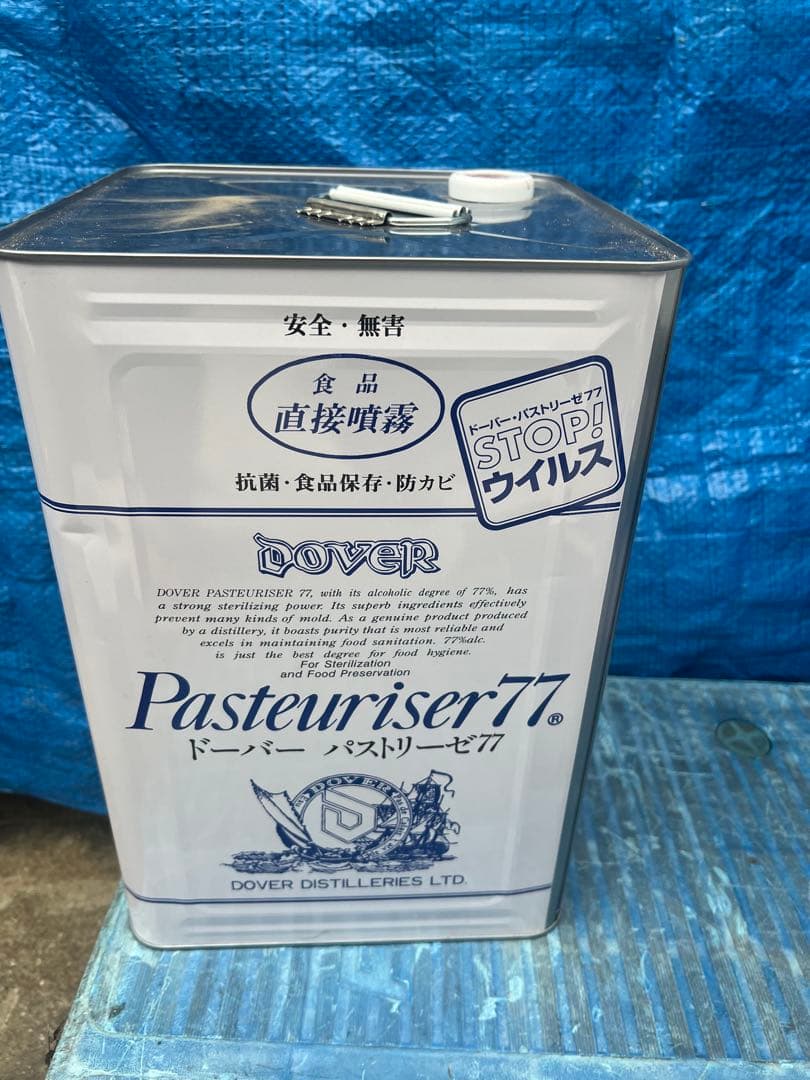 安全・無害
食品
直接噴霧
抗菌・食品保存・防カビ
ドーバー・パストリーゼ77
STOP!
ウイルス
DOVER
DOVER PASTEURISER 77, with its alcoholic degree of 77%, has
a strong sterilizing power. Its superb ingredients effectively
prevent many kinds of mold. As a genuine product produced
by a distillery, it boasts purity that is most reliable and
excels in maintaining food sanitation. 77%alc.
is just the best degree for food hygiene.
For Sterilization
and Food Preservation
Pasteuriser77®
ドーバー パストリーゼ77
DOVER
DOVER DISTILLERIES LTD.